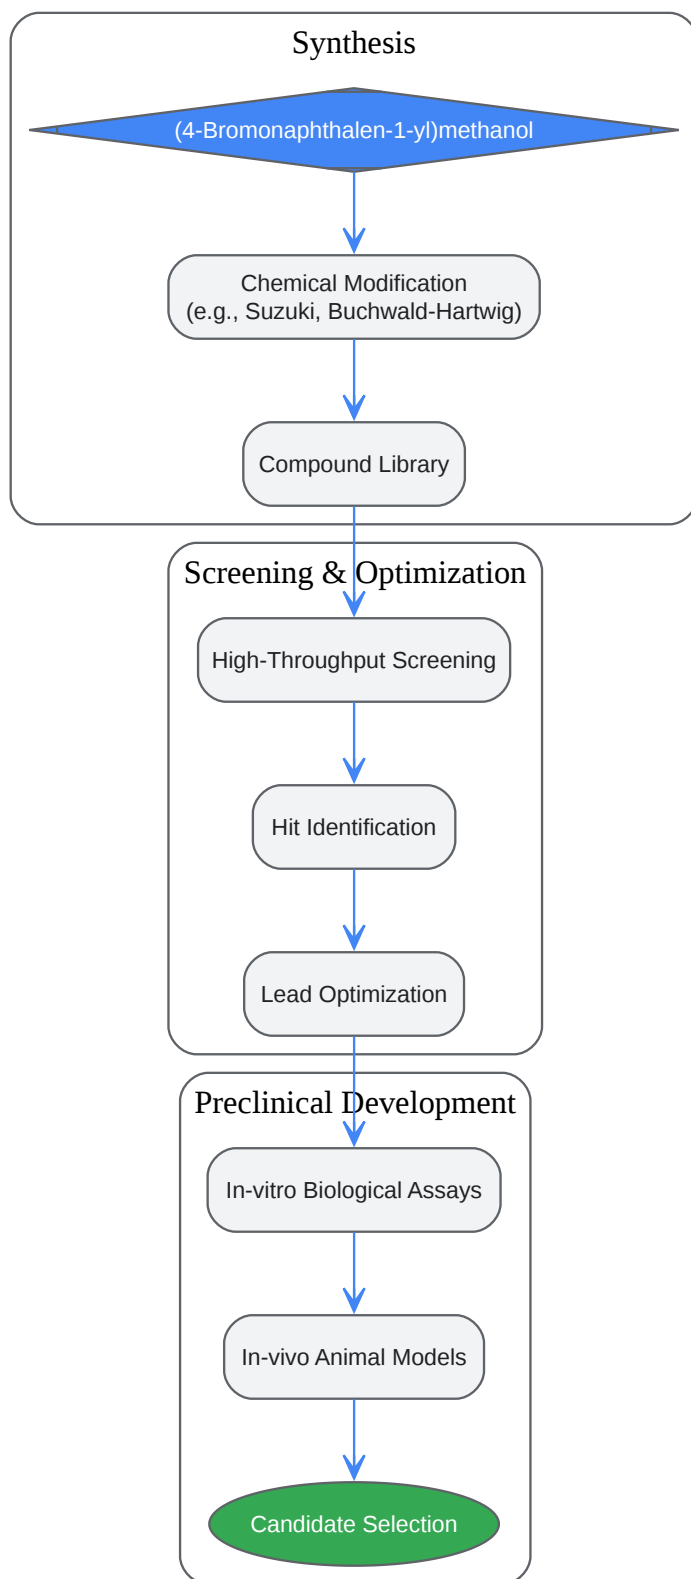 Synthesis
(4-Bromonaphthalen-1-yl)methanol
Chemical Modification
(e.g., Suzuki, Buchwald-Hartwig)
Compound Library
Screening & Optimization
High-Throughput Screening
Hit Identification
Lead Optimization
Preclinical Development
In-vitro Biological Assays
In-vivo Animal Models
Candidate Selection